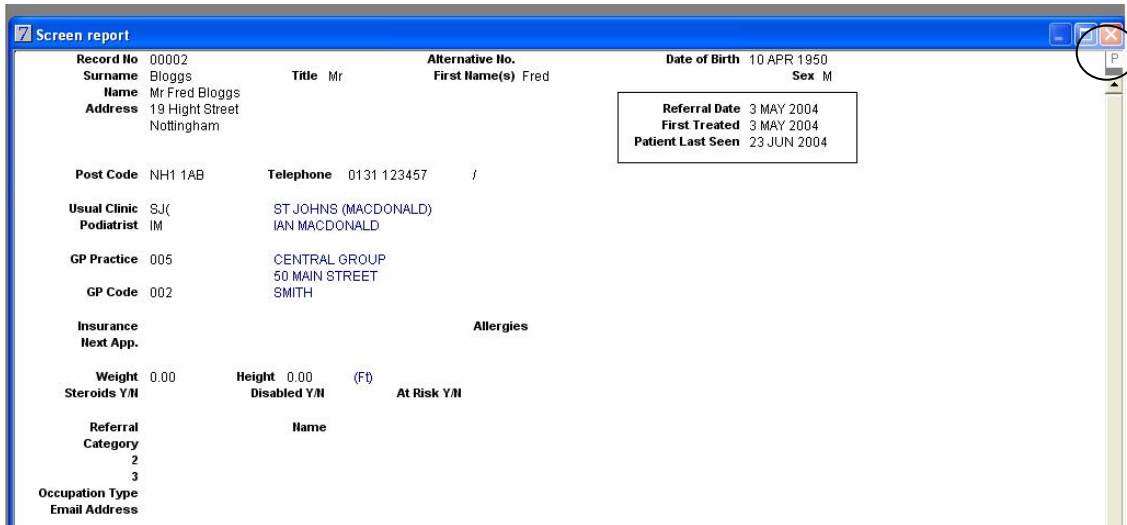 7 Screen report
P
Record No 00002 Alternative No. Date of Birth 10 APR 1950
Surname Bloggs Title Mr First Name(s) Fred Sex M
Name Mr Fred Bloggs
Address 19 Hight Street Referral Date 3 MAY 2004
Nottingham First Treated 3 MAY 2004
Patient Last Seen 23 JUN 2004
Post Code NH1 1AB Telephone 0131 123457 /
Usual Clinic SJ( ST JOHNS (MACDONALD)
Podiatrist IM IAN MACDONALD
GP Practice 005 CENTRAL GROUP
50 MAIN STREET
GP Code 002 SMITH
Insurance Allergies
Next App.
Weight 0.00 Height 0.00 (Ft)
Steroids Y/N Disabled Y/N At Risk Y/N
Referral Name
Category
2
3
Occupation Type
Email Address